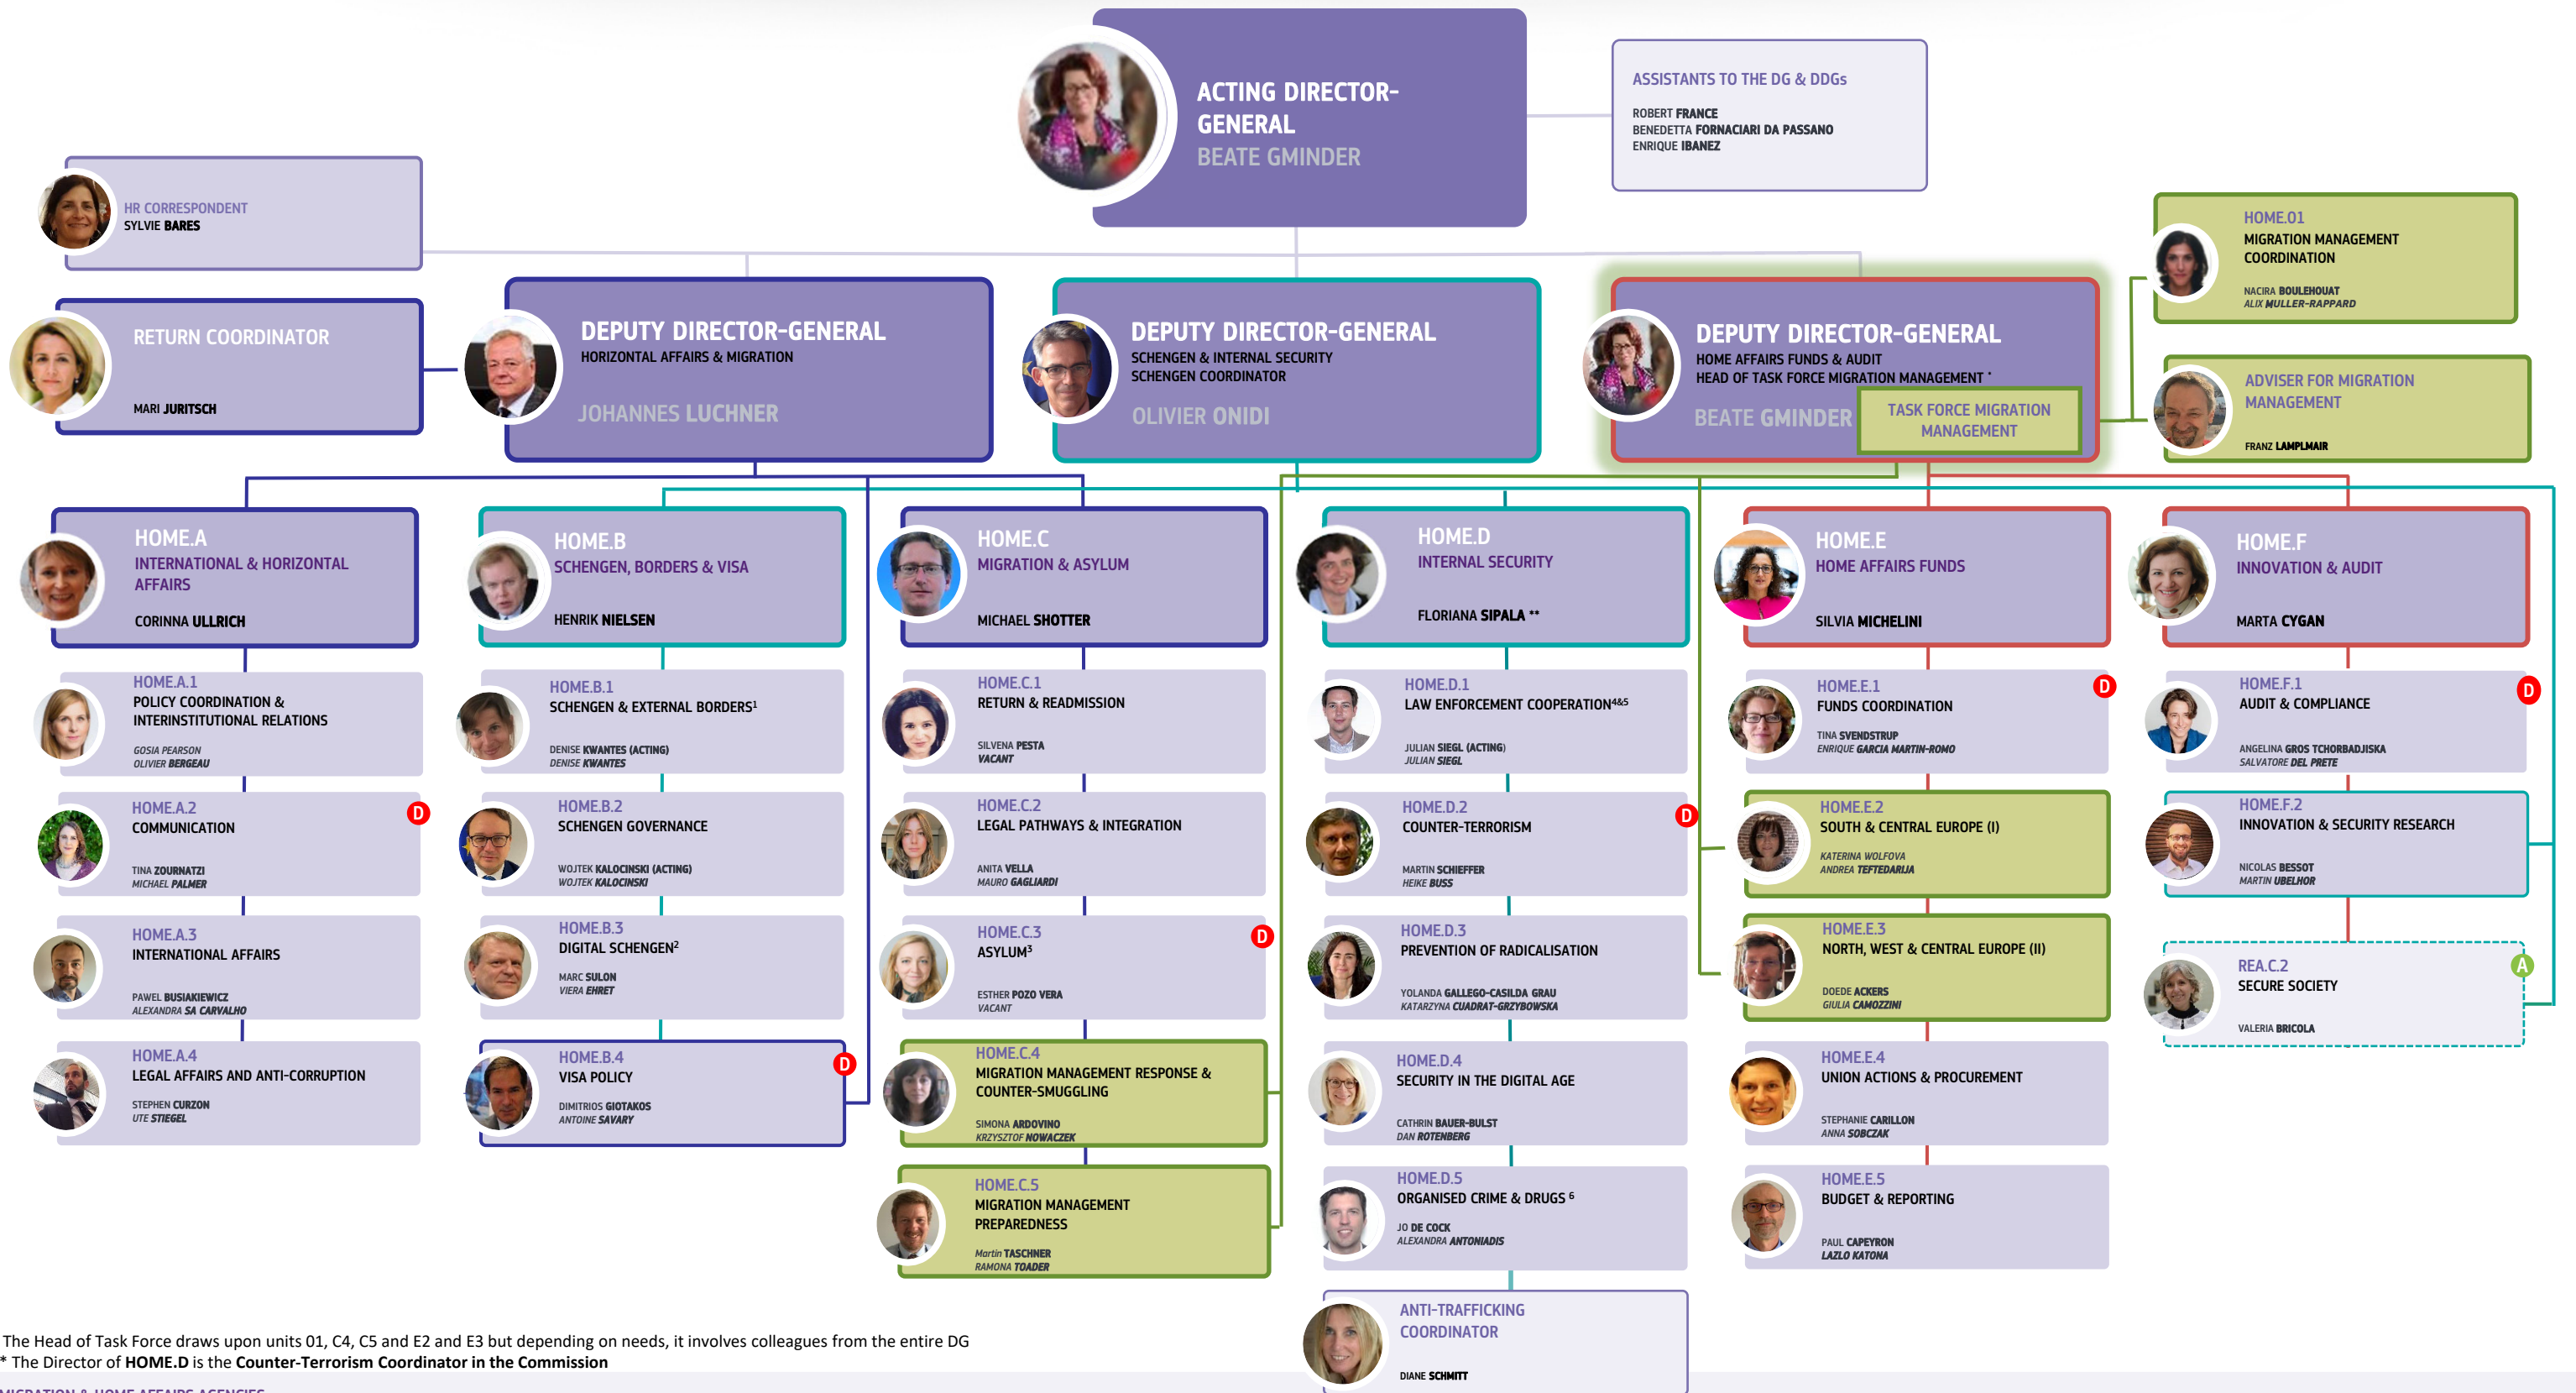 ACTING DIRECTOR-
GENERAL
BEATE GMINDER
ASSISTANTS TO THE DG & DDGs
ROBERT FRANCE
BENEDETTA FORNACIARI DA PASSANO
ENRIQUE IBANEZ
HR CORRESPONDENT
SYLVIE BARES
HOME.01
MIGRATION MANAGEMENT
COORDINATION
NACIRA BOULEHOUAT
ALIX MULLER-RAPPARD
RETURN COORDINATOR
MARI JURITSCH
DEPUTY DIRECTOR-GENERAL
HORIZONTAL AFFAIRS & MIGRATION
JOHANNES LUCHNER
DEPUTY DIRECTOR-GENERAL
SCHENGEN & INTERNAL SECURITY
SCHENGEN COORDINATOR
OLIVIER ONIDI
DEPUTY DIRECTOR-GENERAL
HOME AFFAIRS FUNDS & AUDIT
HEAD OF TASK FORCE MIGRATION MANAGEMENT *
BEATE GMINDER
TASK FORCE MIGRATION
MANAGEMENT
ADVISER FOR MIGRATION
MANAGEMENT
FRANZ LAMPLMAIR
HOME.A
INTERNATIONAL & HORIZONTAL
AFFAIRS
CORINNA ULLRICH
HOME.B
SCHENGEN, BORDERS & VISA
HENRIK NIELSEN
HOME.C
MIGRATION & ASYLUM
MICHAEL SHOTTER
HOME.D
INTERNAL SECURITY
FLORIANA SIPALA **
HOME.E
HOME AFFAIRS FUNDS
SILVIA MICHELINI
HOME.F
INNOVATION & AUDIT
MARTA CYGAN
HOME.A.1
POLICY COORDINATION &
INTERINSTITUTIONAL RELATIONS
GOSIA PEARSON
OLIVIER BERGEAU
HOME.B.1
SCHENGEN & EXTERNAL BORDERS1
DENISE KWANTES (ACTING)
DENISE KWANTES
HOME.C.1
RETURN & READMISSION
SILVENA PESTA
VACANT
HOME.D.1
LAW ENFORCEMENT COOPERATION4&5
JULIAN SIEGL (ACTING)
JULIAN SIEGL
HOME.E.1
FUNDS COORDINATION
TINA SVENDSTRUP
ENRIQUE GARCIA MARTIN-ROMO
D
HOME.F.1
AUDIT & COMPLIANCE
ANGELINA GROS TCHORBADJISKA
SALVATORE DEL PRETE
D
HOME.A.2
COMMUNICATION
TINA ZOURNATZI
MICHAEL PALMER
D
HOME.B.2
SCHENGEN GOVERNANCE
WOJTEK KALOCINSKI (ACTING)
WOJTEK KALOCINSKI
HOME.C.2
LEGAL PATHWAYS & INTEGRATION
ANITA VELLA
MAURO GAGLIARDI
HOME.D.2
COUNTER-TERRORISM
MARTIN SCHIEFFER
HEIKE BUSS
D
HOME.E.2
SOUTH & CENTRAL EUROPE (I)
KATERINA WOLFOVA
ANDREA TEFTEDARIJA
HOME.F.2
INNOVATION & SECURITY RESEARCH
NICOLAS BESSOT
MARTIN UBELHOR
HOME.A.3
INTERNATIONAL AFFAIRS
PAWEL BUSIAKIEWICZ
ALEXANDRA SA CARVALHO
HOME.B.3
DIGITAL SCHENGEN2
MARC SULON
VIERA EHRET
HOME.C.3
ASYLUM3
ESTHER POZO VERA
VACANT
D
HOME.D.3
PREVENTION OF RADICALISATION
YOLANDA GALLEGO-CASILDA GRAU
KATARZYNA CUADRAT-GRZYBOWSKA
HOME.E.3
NORTH, WEST & CENTRAL EUROPE (II)
DOEDE ACKERS
GIULIA CAMOZZINI
REA.C.2
SECURE SOCIETY
VALERIA BRICOLA
A
HOME.A.4
LEGAL AFFAIRS AND ANTI-CORRUPTION
STEPHEN CURZON
UTE STIEGEL
HOME.B.4
VISA POLICY
DIMITRIOS GIOTAKOS
ANTOINE SAVARY
D
HOME.C.4
MIGRATION MANAGEMENT RESPONSE &
COUNTER-SMUGGLING
SIMONA ARDOVINO
KRZYSZTOF NOWACZEK
HOME.D.4
SECURITY IN THE DIGITAL AGE
CATHRIN BAUER-BULST
DAN ROTENBERG
HOME.E.4
UNION ACTIONS & PROCUREMENT
STEPHANIE CARILLON
ANNA SOBCZAK
HOME.C.5
MIGRATION MANAGEMENT
PREPAREDNESS
Martin TASCHNER
RAMONA TOADER
HOME.D.5
ORGANISED CRIME & DRUGS 6
JO DE COCK
ALEXANDRA ANTONIADIS
HOME.E.5
BUDGET & REPORTING
PAUL CAPEYRON
LAZLO KATONA
ANTI-TRAFFICKING
COORDINATOR
DIANE SCHMITT
The Head of Task Force draws upon units 01, C4, C5 and E2 and E3 but depending on needs, it involves colleagues from the entire DG
* The Director of HOME.D is the Counter-Terrorism Coordinator in the Commission
MIGRATION & HOME AFFAIRS AGENCIES